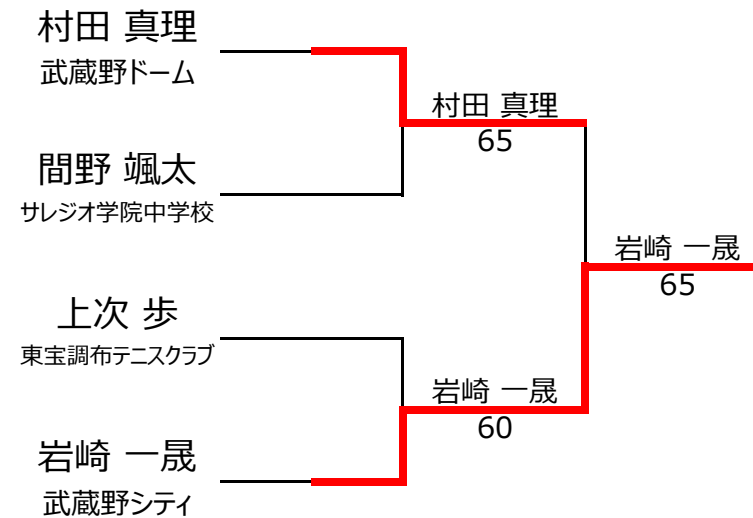 村田 真理
武蔵野ドーム
間野 颯太
サレジオ学院中学校
上次 歩
東宝調布テニスクラブ
岩崎 一晟
武蔵野シティ
村田 真理
65
岩崎 一晟
60
岩崎 一晟
65